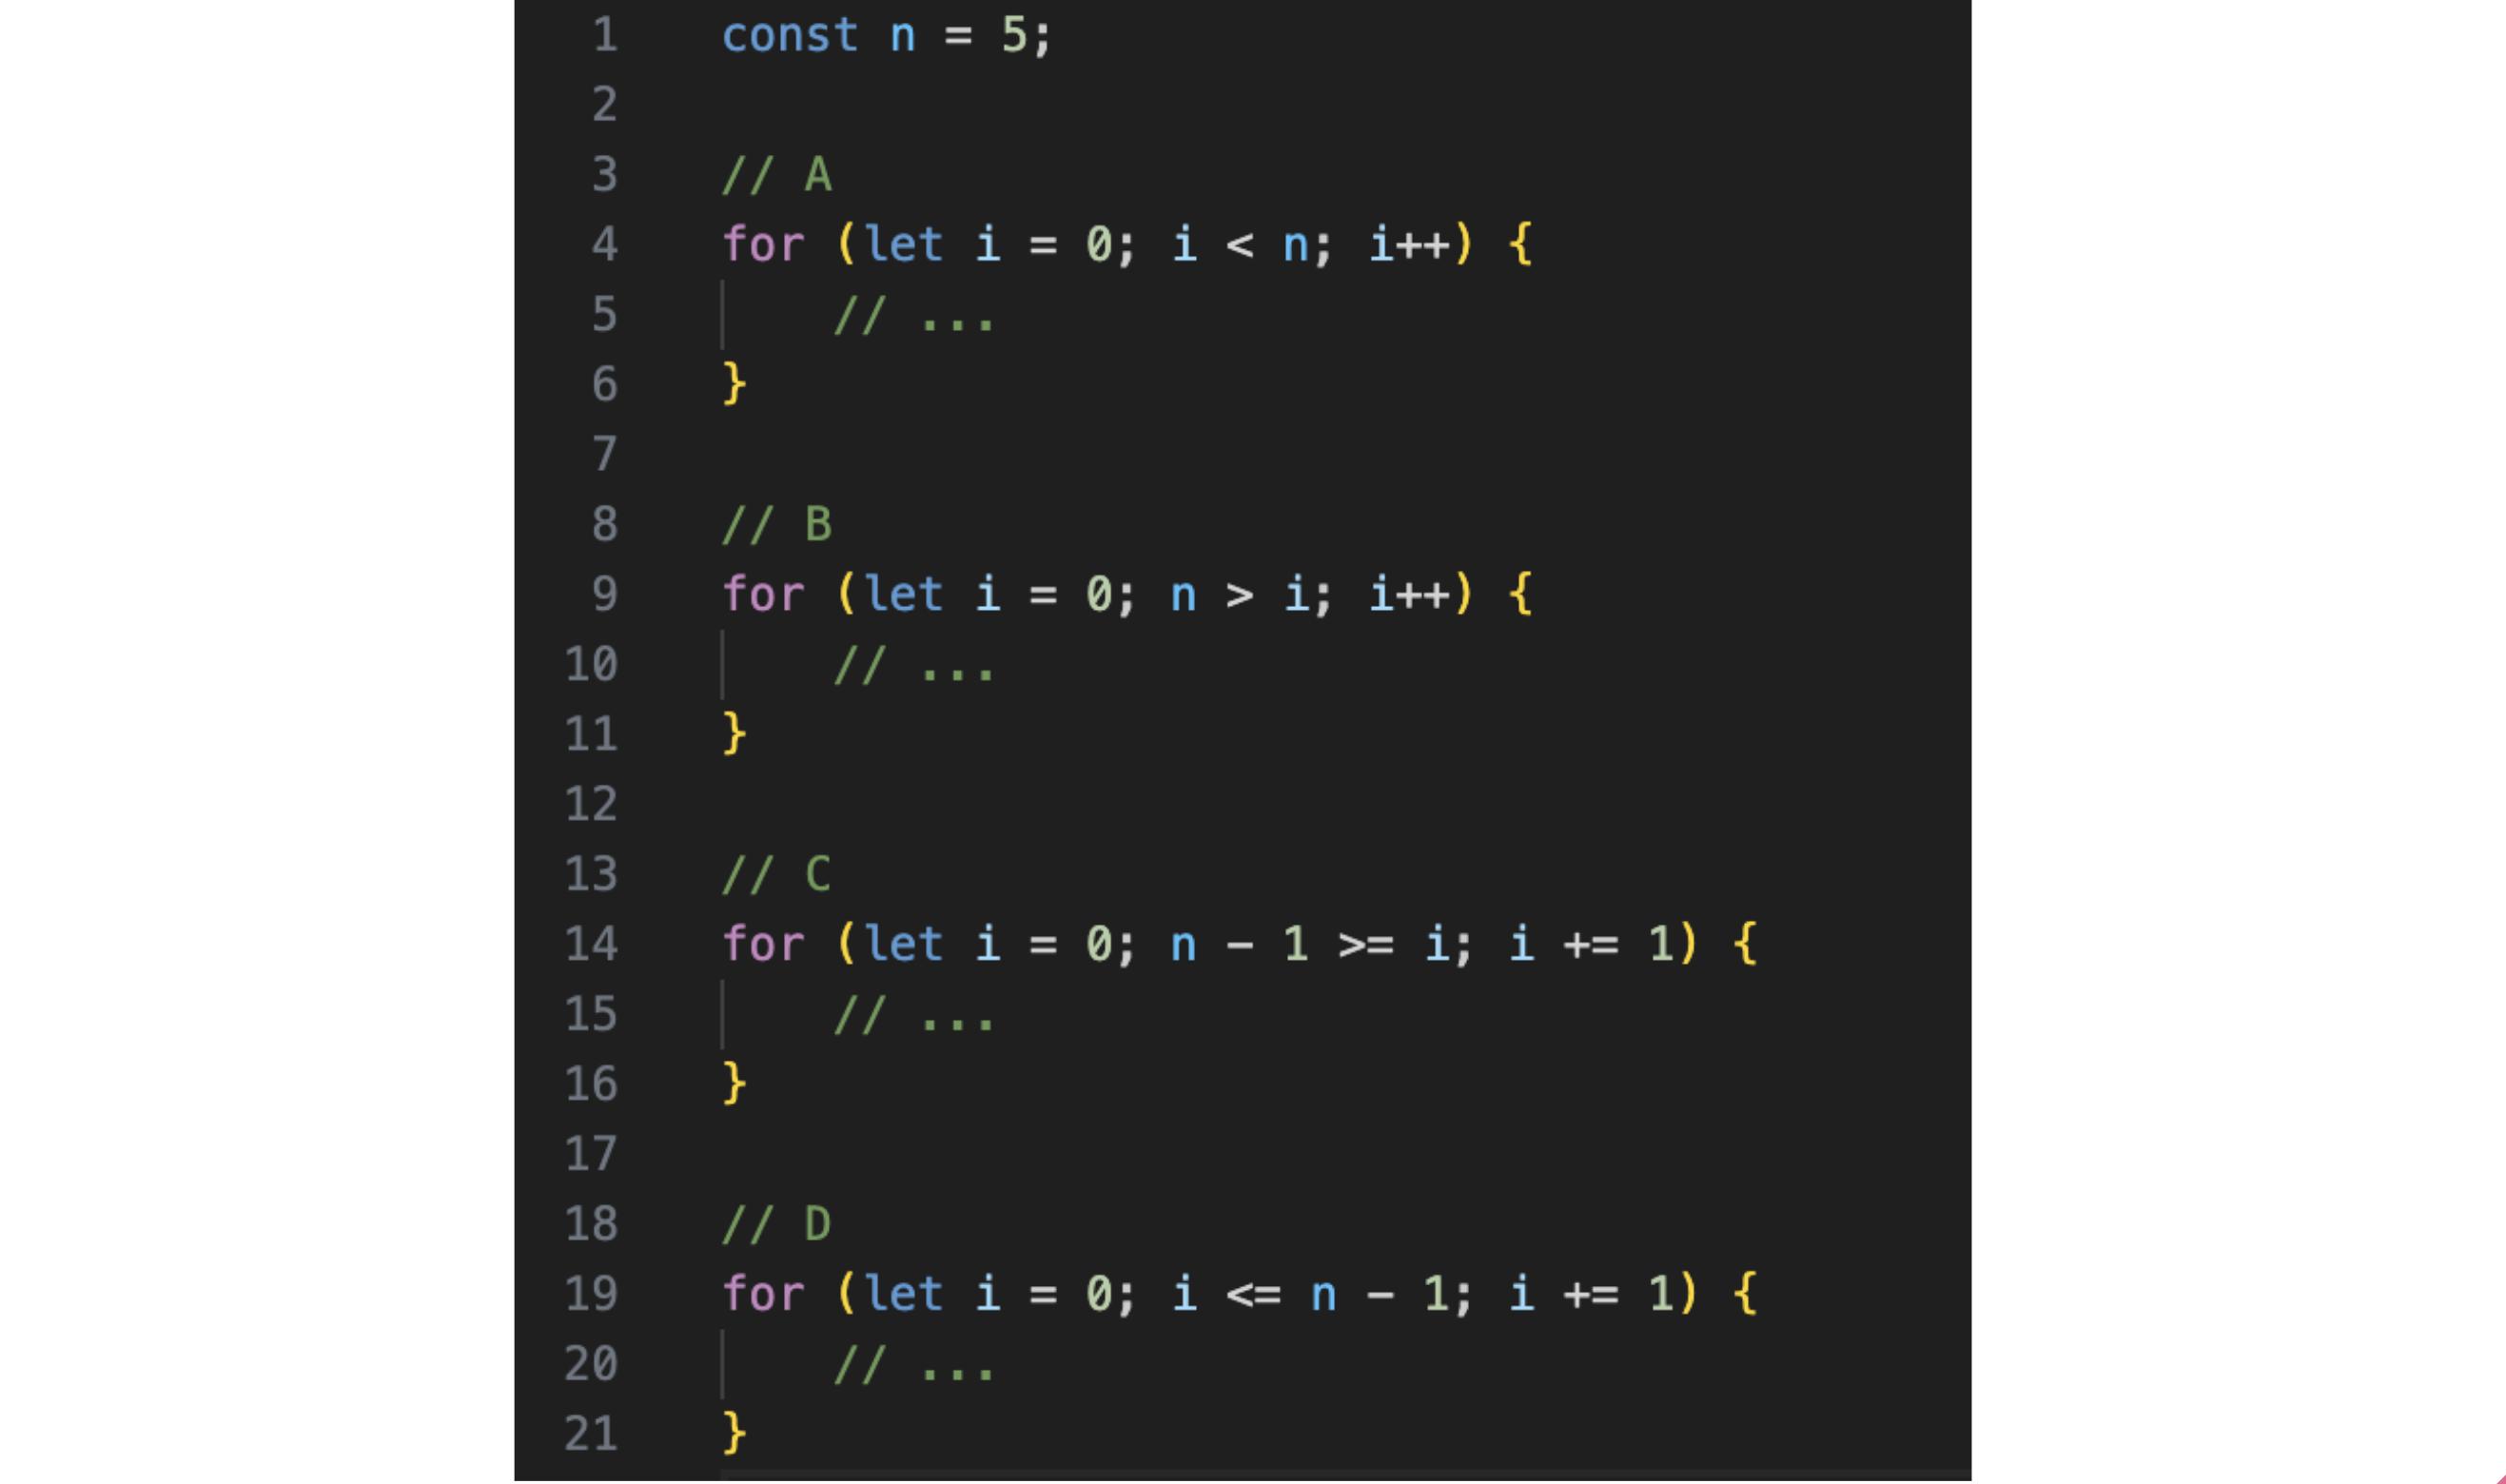 1 const n = 5;
2
3 // A
4 for (let i = 0; i < n; i++) {
5     // ...
6 }
7
8 // B
9 for (let i = 0; n > i; i++) {
10     // ...
11 }
12
13 // C
14 for (let i = 0; n - 1 >= i; i += 1) {
15     // ...
16 }
17
18 // D
19 for (let i = 0; i <= n - 1; i += 1) {
20     // ...
21 }